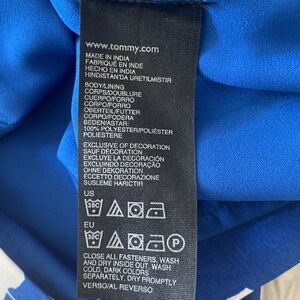 www.tommy.com
MADE IN INDIA
FABRIQUÉ EN INDE
HECHO EN INDIA
HINDISTAN'DA URETILMISTIR
BODY/LINING
CORPS/DOUBLURE
CUERPO/FORRO
CORPO/FORRO
OBERTEIL/FUTTER
CORPO/FODERA
BEDEN/ASTAR:
100% POLYESTER/POLIÉSTER
POLIESTERE
EXCLUSIVE OF DECORATION
SAUF DÉCORATION
EXCLUYE LA DECORACIÓN
EXCLUINDO DECORAÇÃO
OHNE DEKORATION
ECCETTO DECORAZIONE
SUSLEME HARICTIR
US
EU
CLOSE ALL FASTENERS, WASH
AND DRY INSIDE OUT, WASH
COLD, DARK COLORS
SEPARATELY, DRY PROMPTLY
VERSO/AL REVERSO